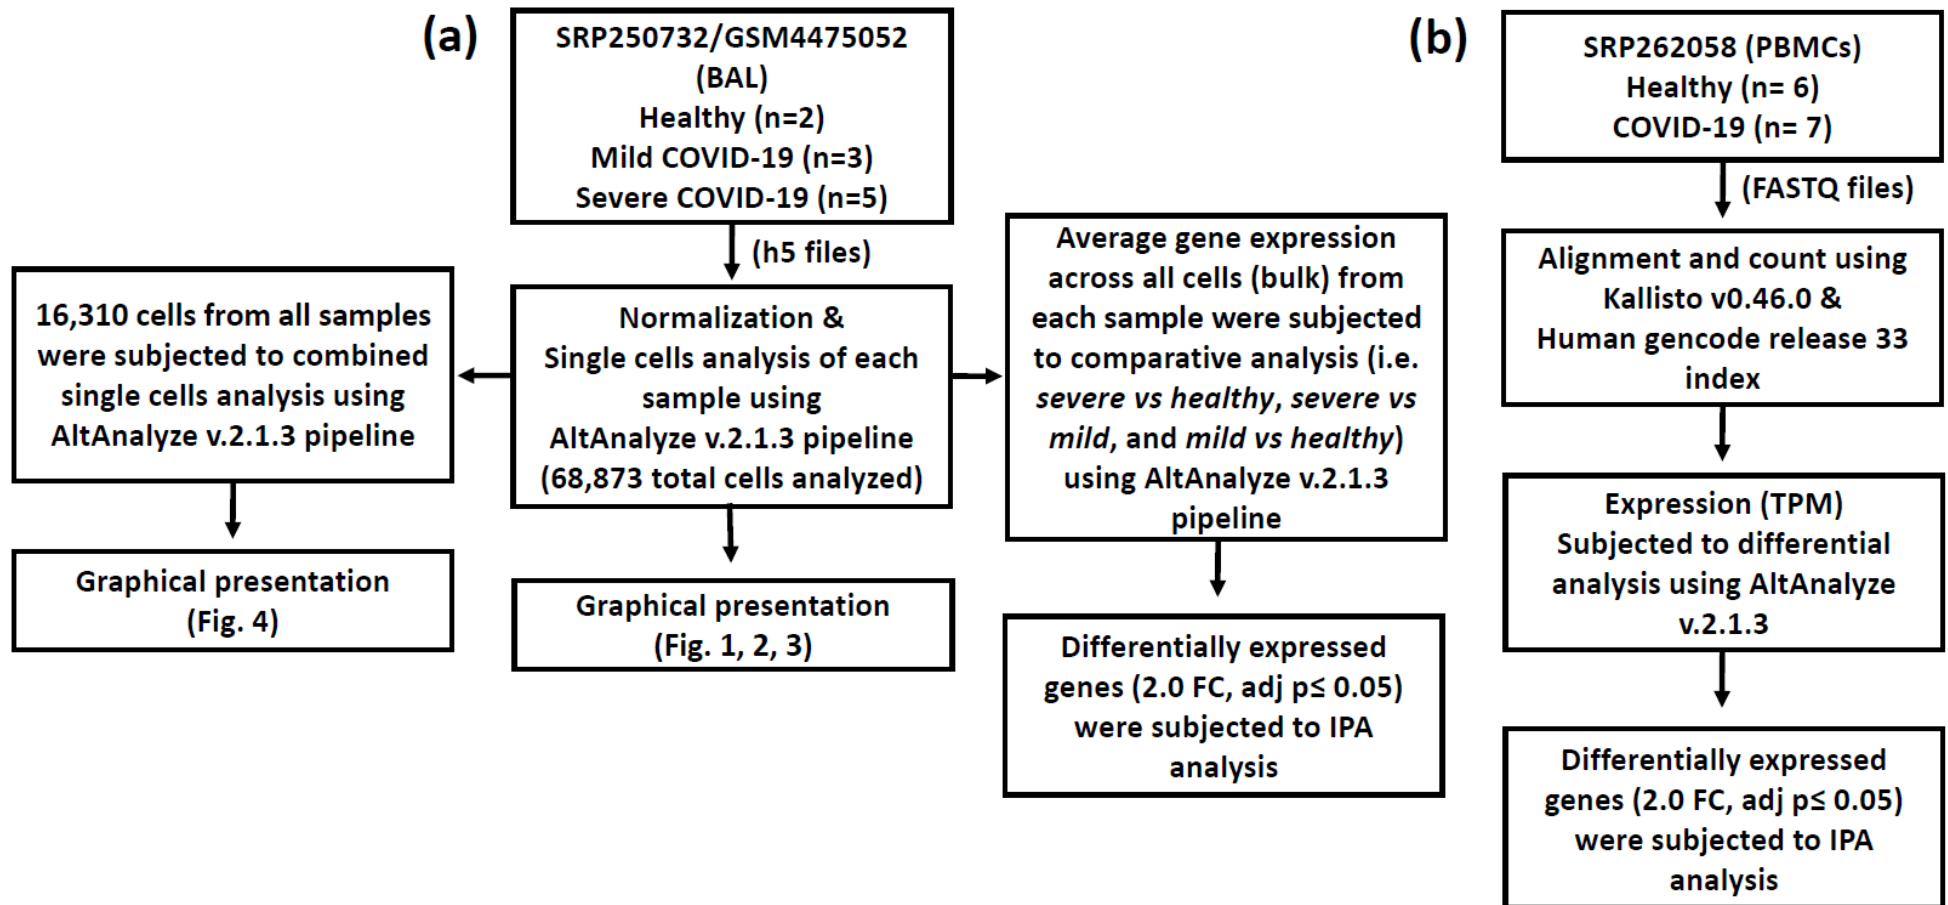 (a)
SRP250732/GSM4475052
(BAL)
Healthy (n=2)
Mild COVID-19 (n=3)
Severe COVID-19 (n=5)
(h5 files)
16,310 cells from all samples
were subjected to combined
single cells analysis using
AltAnalyze v.2.1.3 pipeline
Graphical presentation
(Fig. 4)
Normalization &
Single cells analysis of each
sample using
AltAnalyze v.2.1.3 pipeline
(68,873 total cells analyzed)
Graphical presentation
(Fig. 1, 2, 3)
Average gene expression
across all cells (bulk) from
each sample were subjected
to comparative analysis (i.e.
severe vs healthy, severe vs
mild, and mild vs healthy)
using AltAnalyze v.2.1.3
pipeline
Differentially expressed
genes (2.0 FC, adj p≤ 0.05)
were subjected to IPA
analysis
(b)
SRP262058 (PBMCs)
Healthy (n= 6)
COVID-19 (n= 7)
(FASTQ files)
Alignment and count using
Kallisto v0.46.0 &
Human gencode release 33
index
Expression (TPM)
Subjected to differential
analysis using AltAnalyze
v.2.1.3
Differentially expressed
genes (2.0 FC, adj p≤ 0.05)
were subjected to IPA
analysis